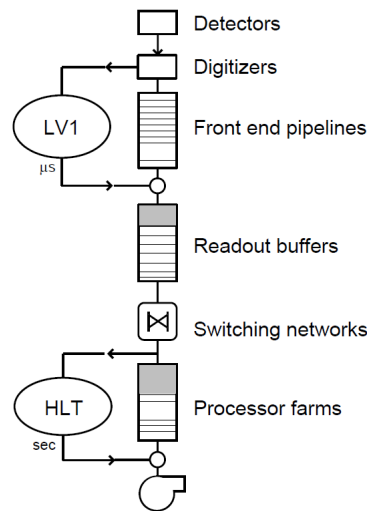 Detectors
Digitizers
LV1
μs
Front end pipelines
Readout buffers
Switching networks
HLT
sec
Processor farms